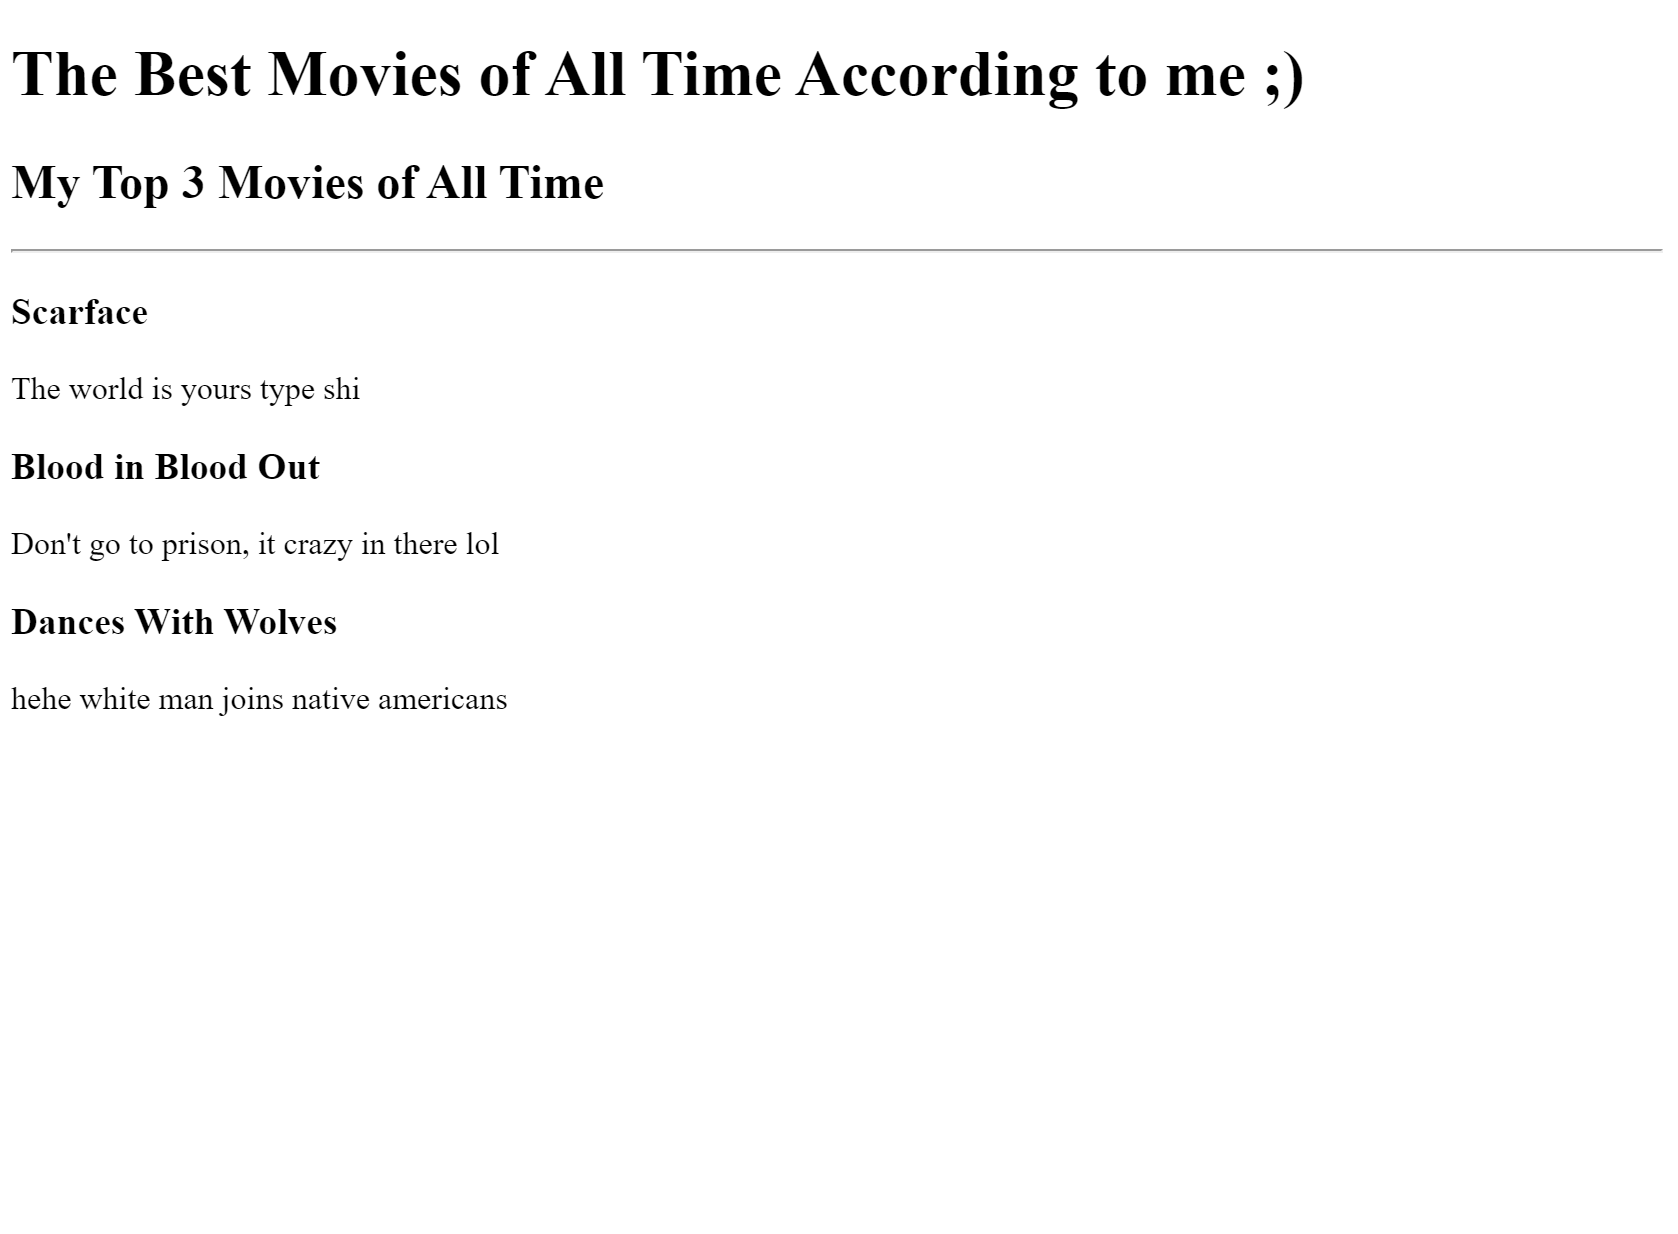 The Best Movies of All Time According to me ;)
My Top 3 Movies of All Time
Scarface
The world is yours type shi
Blood in Blood Out
Don't go to prison, it crazy in there lol
Dances With Wolves
hehe white man joins native americans